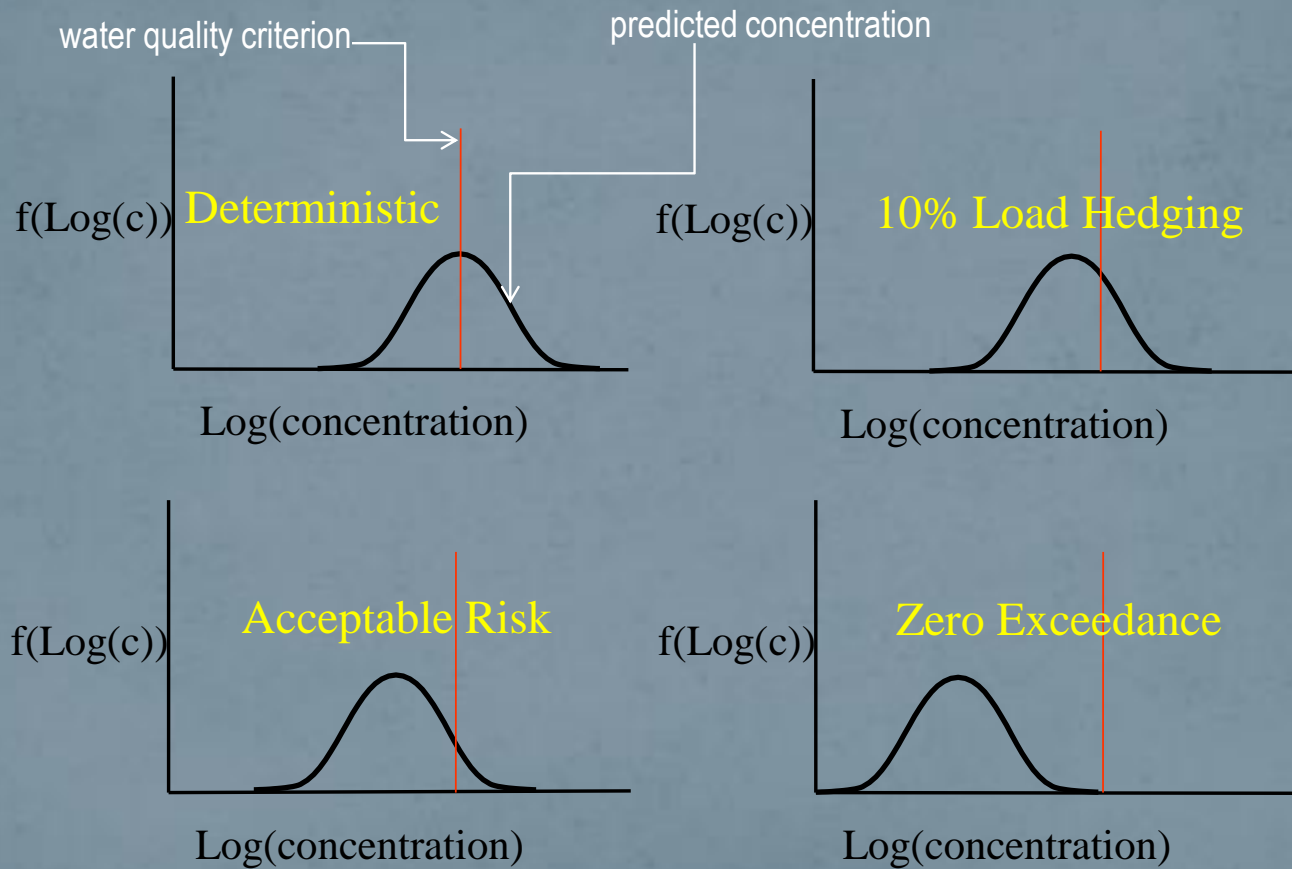 water quality criterion
predicted concentration
f(Log(c))
Deterministic
Log(concentration)
f(Log(c))
10% Load Hedging
Log(concentration)
f(Log(c))
Acceptable Risk
Log(concentration)
f(Log(c))
Zero Exceedance
Log(concentration)